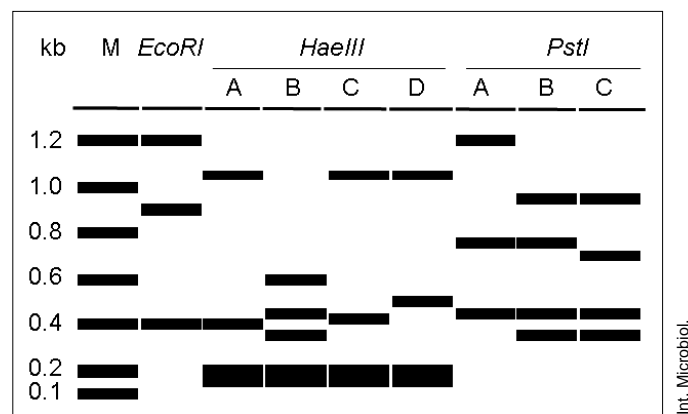 kb M EcoRI HaeIII PstI
A B C D A B C
1.2
1.0
0.8
0.6
0.4
0.2
0.1
Int. Microbiol.